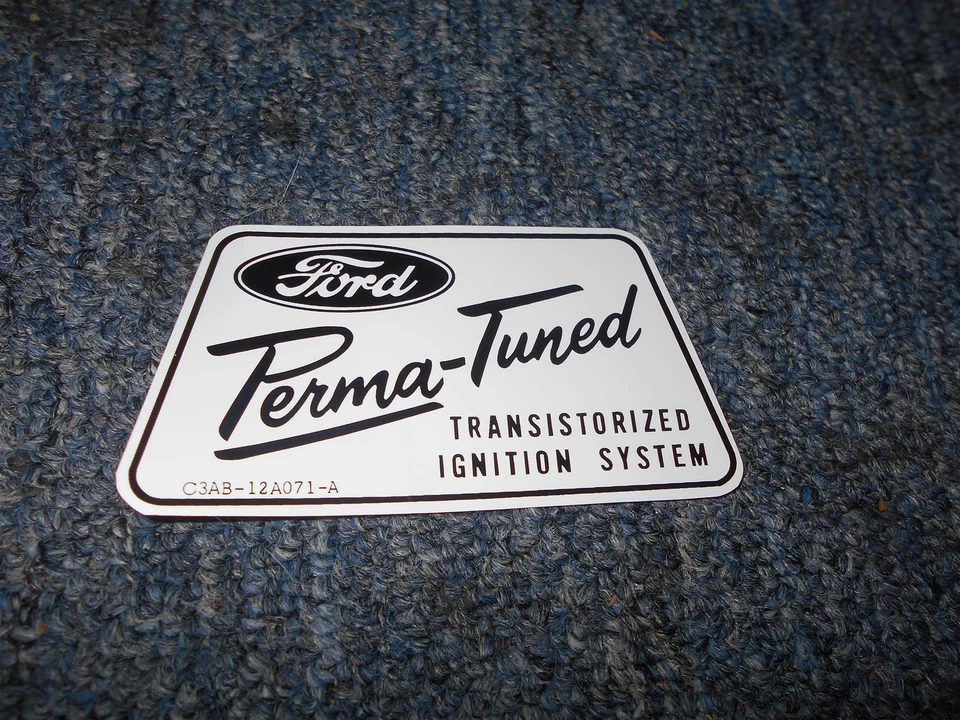 Ford
Perma-Tuned
TRANSISTORIZED
IGNITION SYSTEM
C3AB-12A071-A